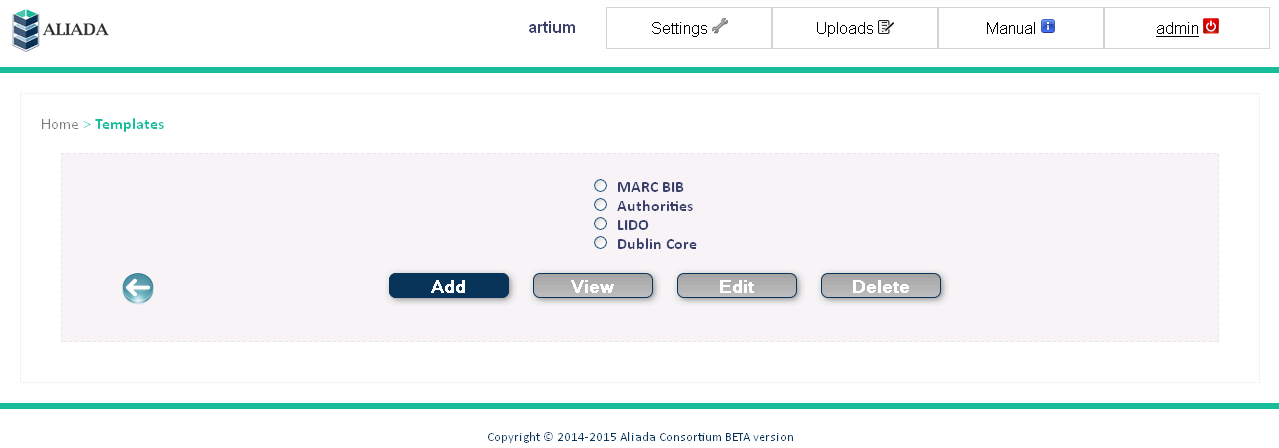 ALIADA
artium
Settings
Uploads
Manual
admin
Home > Templates
MARC BIB
Authorities
LIDO
Dublin Core
Add
View
Edit
Delete
Copyright © 2014-2015 Aliada Consortium BETA version